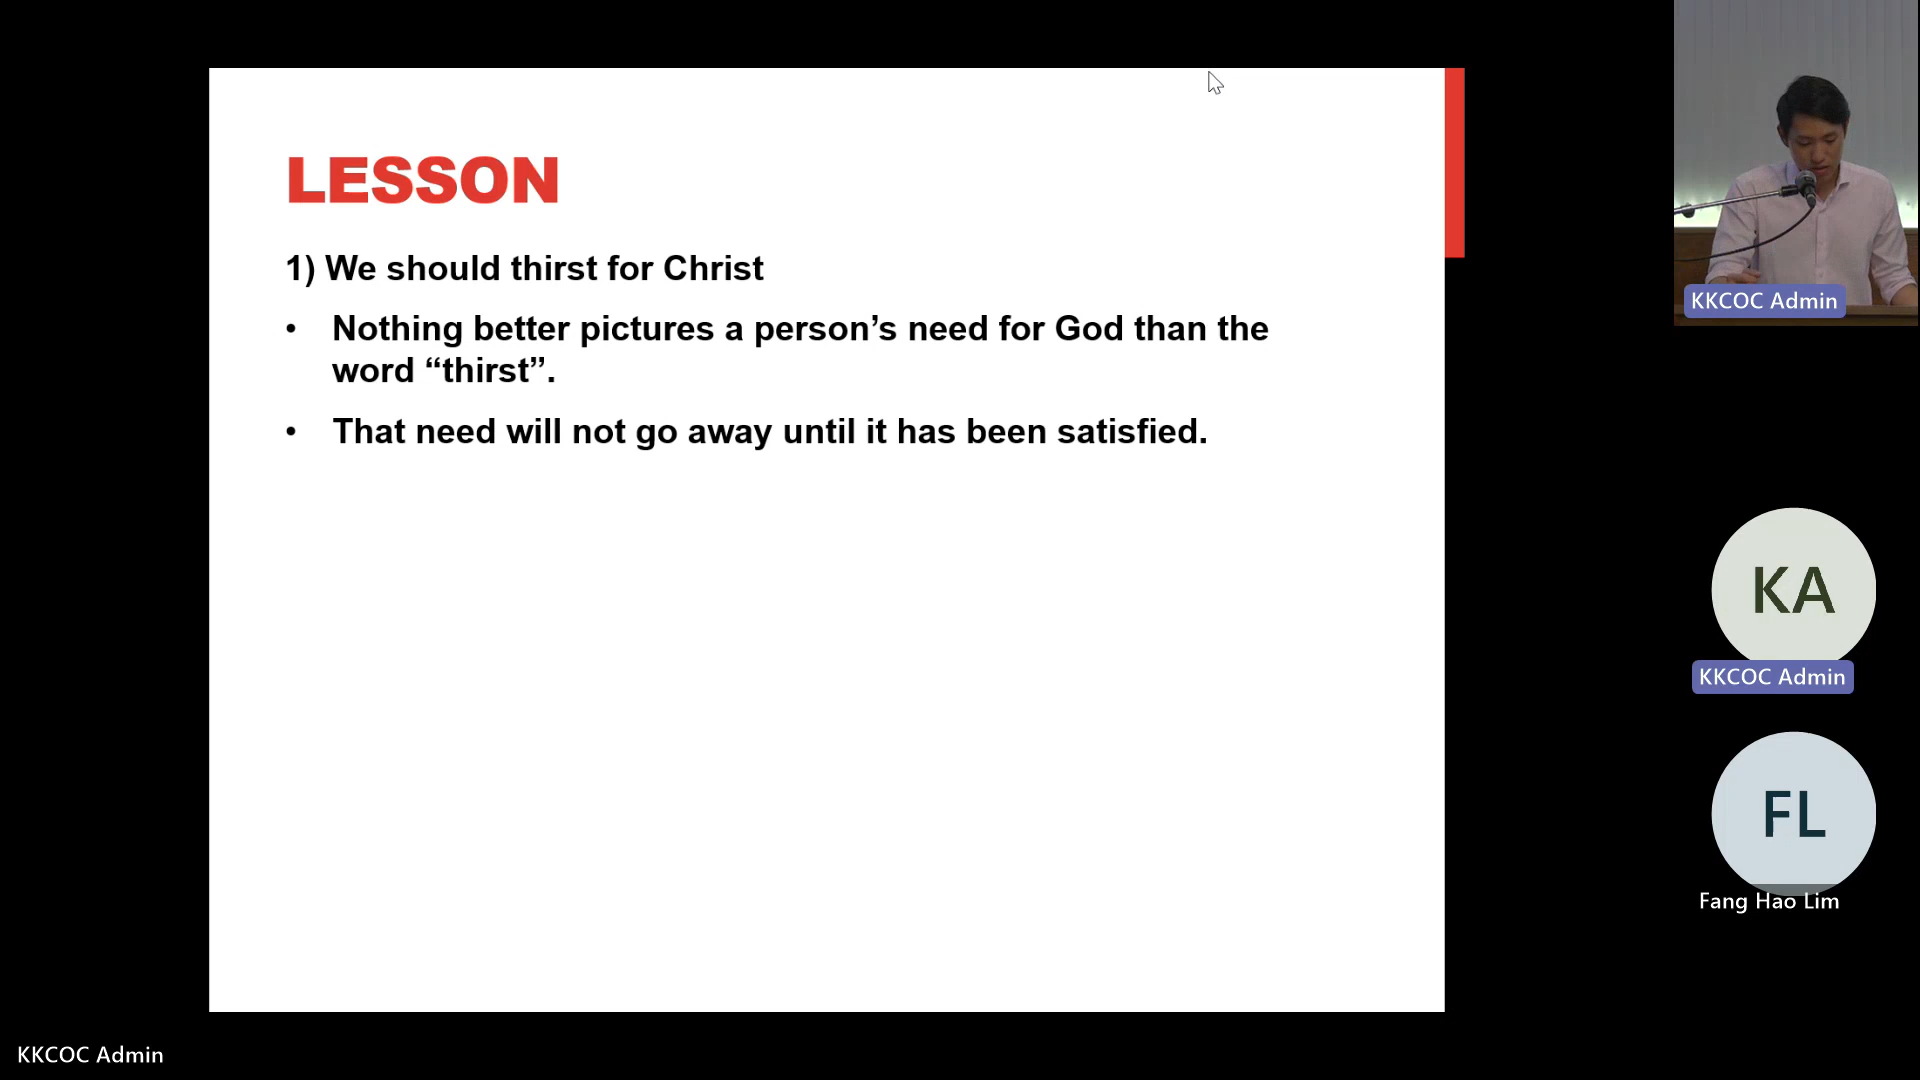 LESSON
1) We should thirst for Christ
• Nothing better pictures a person’s need for God than the
word “thirst”.
• That need will not go away until it has been satisfied.
KKCOC Admin
KA
KKCOC Admin
FL
Fang Hao Lim
KKCOC Admin